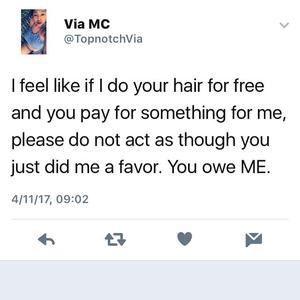 Via MC
@TopnotchVia
I feel like if I do your hair for free
and you pay for something for me,
please do not act as though you
just did me a favor. You owe ME.
4/11/17, 09:02